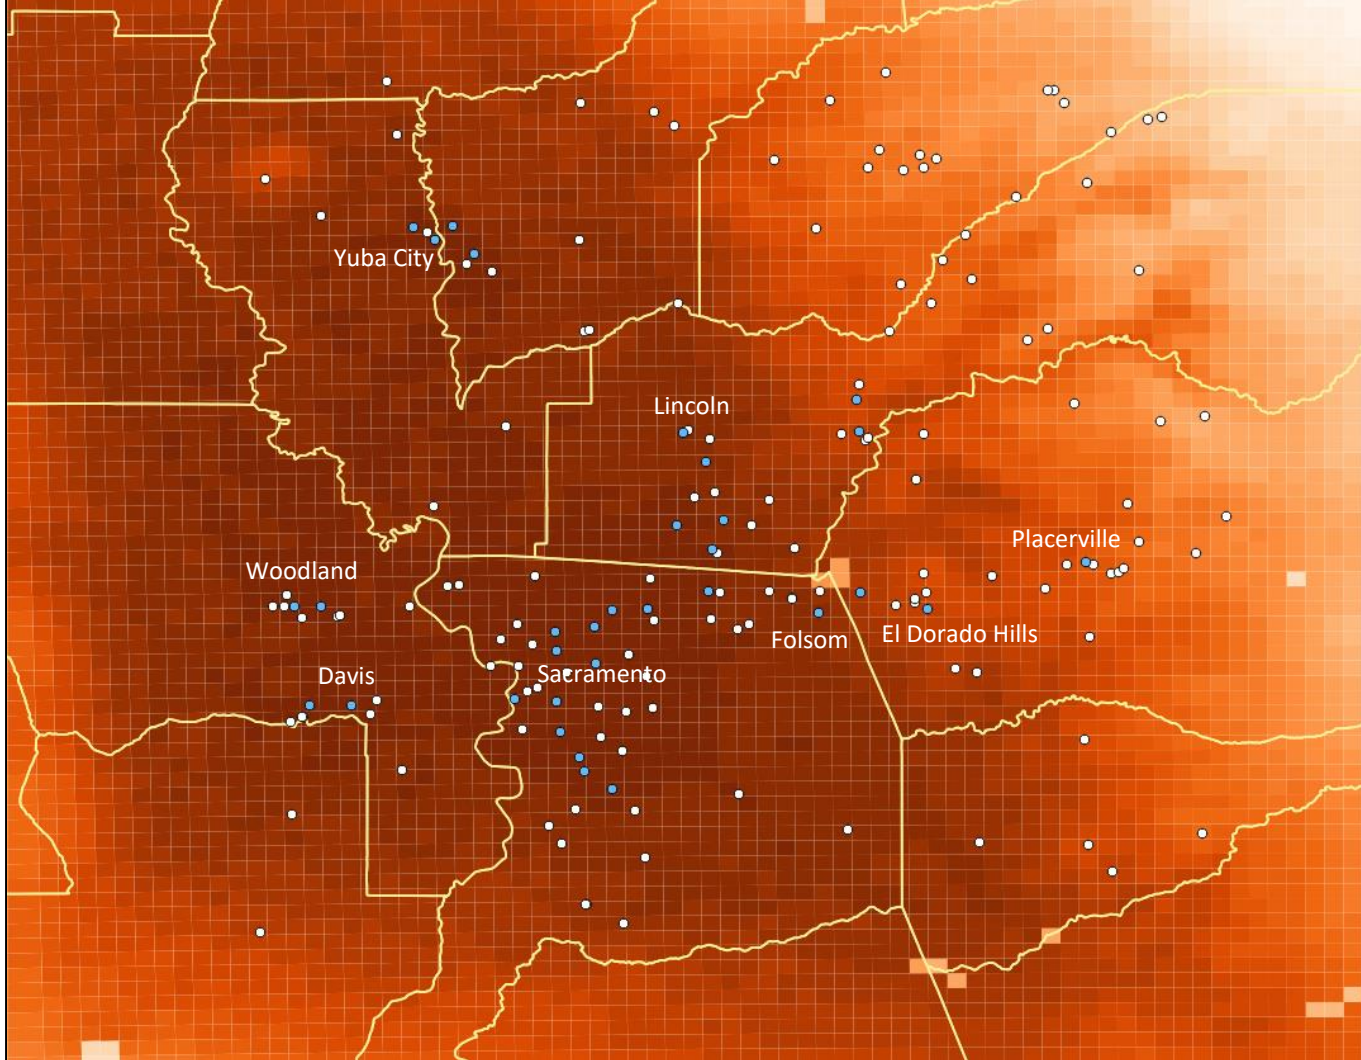 Yuba City
Lincoln
Placerville
Woodland
El Dorado Hills
Folsom
Davis
Sacramento